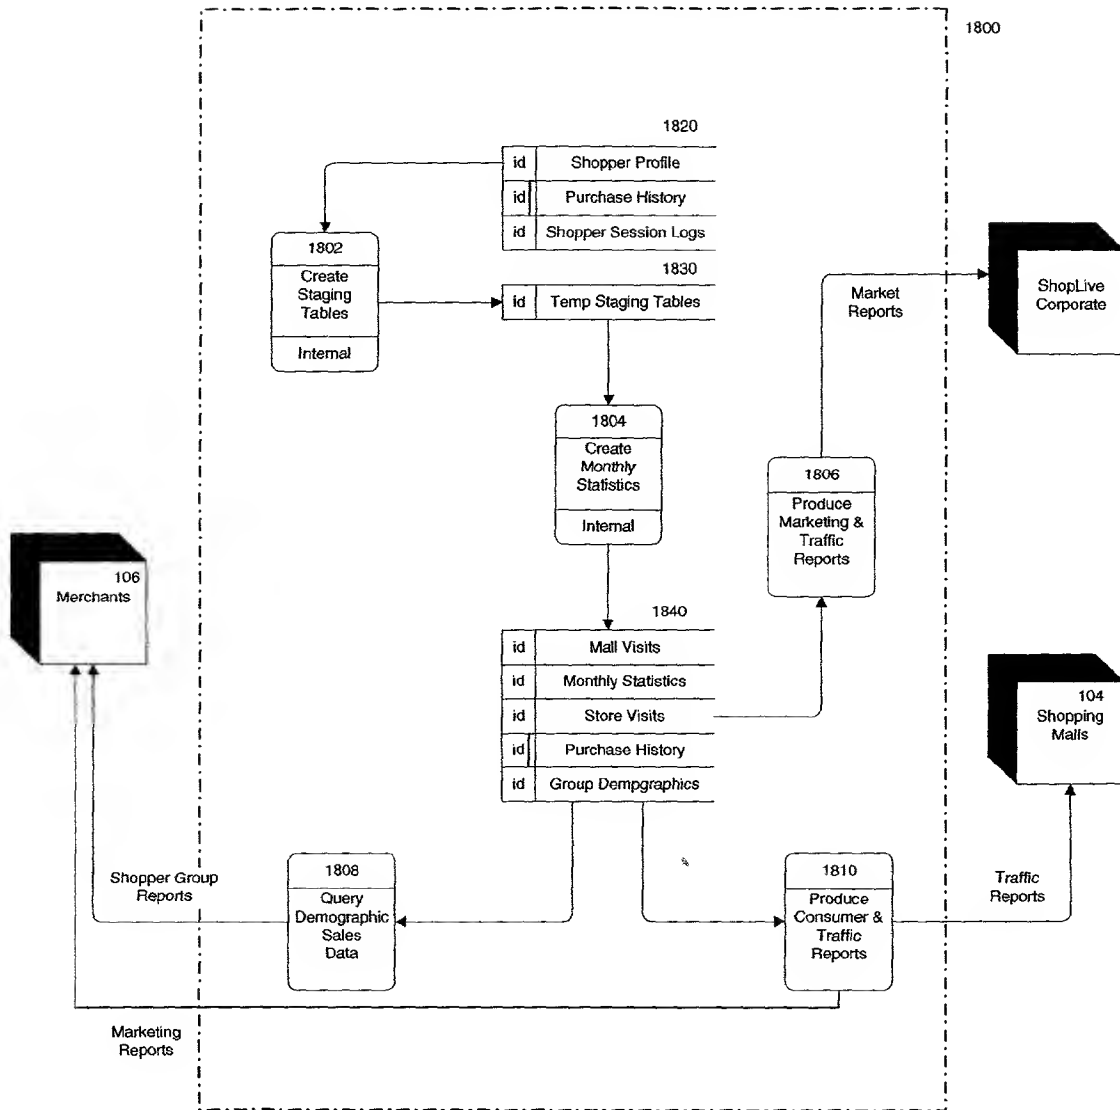 1800
1820
id Shopper Profile
id Purchase History
id Shopper Session Logs
1802
Create
Staging
Tables
Internal
1830
id Temp Staging Tables
Market
Reports
ShopLive
Corporate
1804
Create
Monthly
Statistics
Internal
1806
Produce
Marketing &
Traffic
Reports
106
Merchants
1840
id Mall Visits
id Monthly Statistics
id Store Visits
id Purchase History
id Group Dempgraphics
104
Shopping
Malls
Shopper Group
Reports
1808
Query
Demographic
Sales
Data
1810
Produce
Consumer &
Traffic
Reports
Traffic
Reports
Marketing
Reports